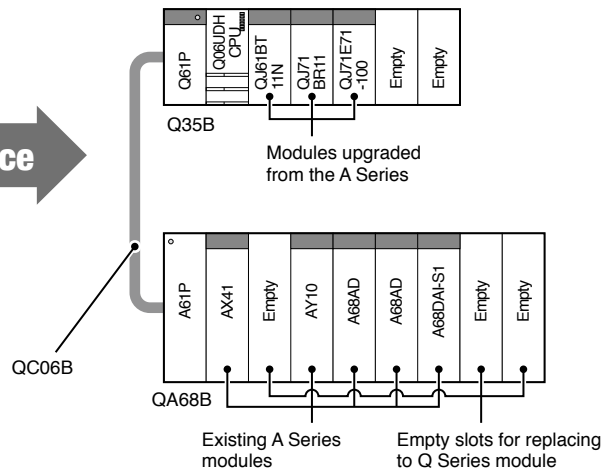 Q61P
Q06UDH
CPU
QJ61BT
11N
QJ71
BR11
QJ71E71
-100
Empty
Empty
Q35B
Modules upgraded
from the A Series
ce
A61P
AX41
Empty
AY10
A68AD
A68AD
A68DAI-S1
Empty
Empty
QC06B
QA68B
Existing A Series
modules
Empty slots for replacing
to Q Series module